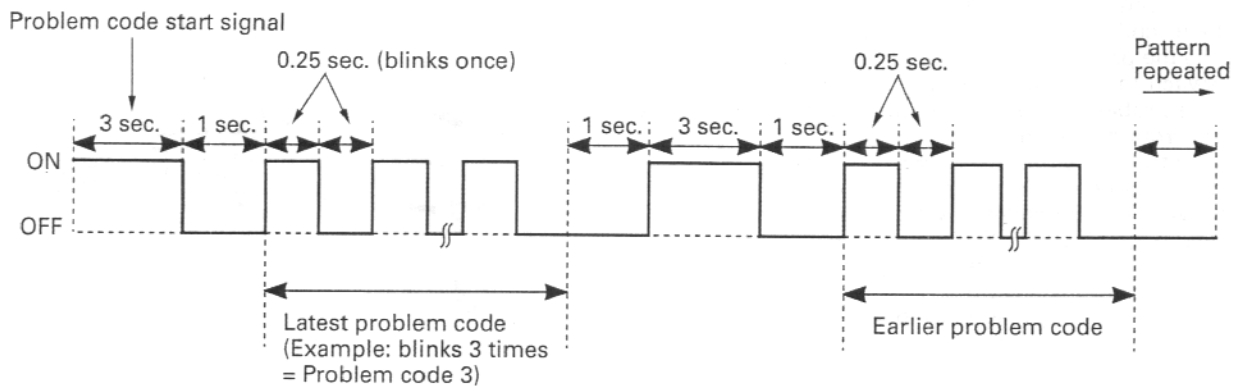 Problem code start signal
0.25 sec. (blinks once)
0.25 sec.
Pattern
repeated
3 sec.
1 sec.
1 sec.
3 sec.
1 sec.
ON
OFF
Latest problem code
(Example: blinks 3 times
= Problem code 3)
Earlier problem code